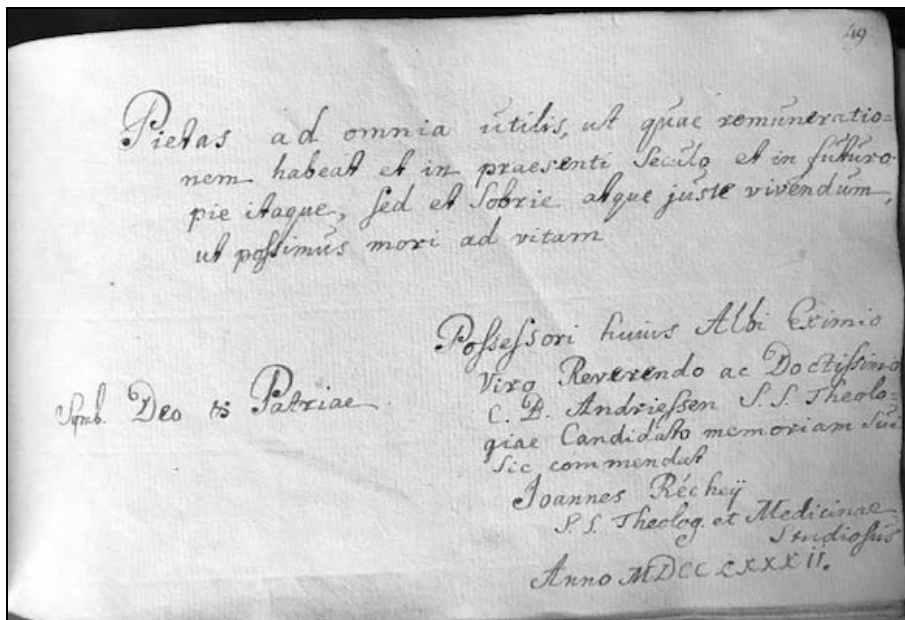 49
Pietas ad omnia utilis, ut quae remuneratio=
nem habeat et in praesenti Seculo et in futuro
pie itaque, sed et Sobrie atque juste vivendum,
ut possimus mori ad vitam
Possessori huius Albi Eximio
Viro Reverendo ac Doctissimo
C. B. Andriessen S. S. Theolo=
giae Candidato memoriam Sui
Sic commendat
Symb. Deo & Patriae
Joannes Réchey
S. S. Theolog. et Medicinae
Studiosus
Anno MDCCLXXXII.